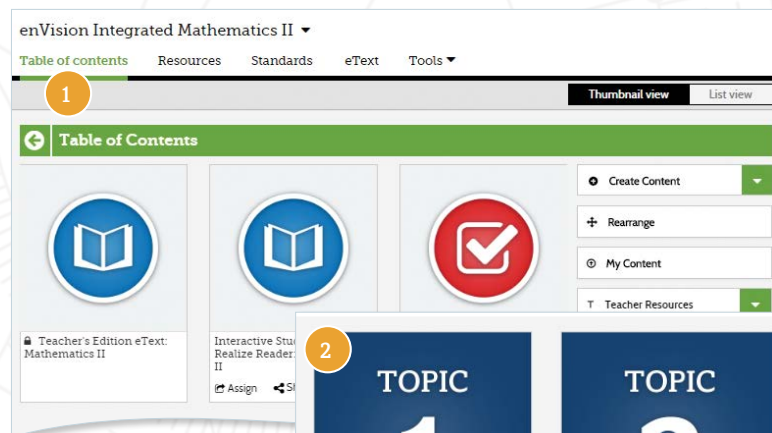 enVision Integrated Mathematics II
Table of contents Resources Standards eText Tools
1
Thumbnail view List view
Table of Contents
Create Content
Rearrange
My Content
T Teacher Resources
Teacher's Edition eText:
Mathematics II
Interactive
Realize Reader:
II
Assign
2
TOPIC
1
TOPIC